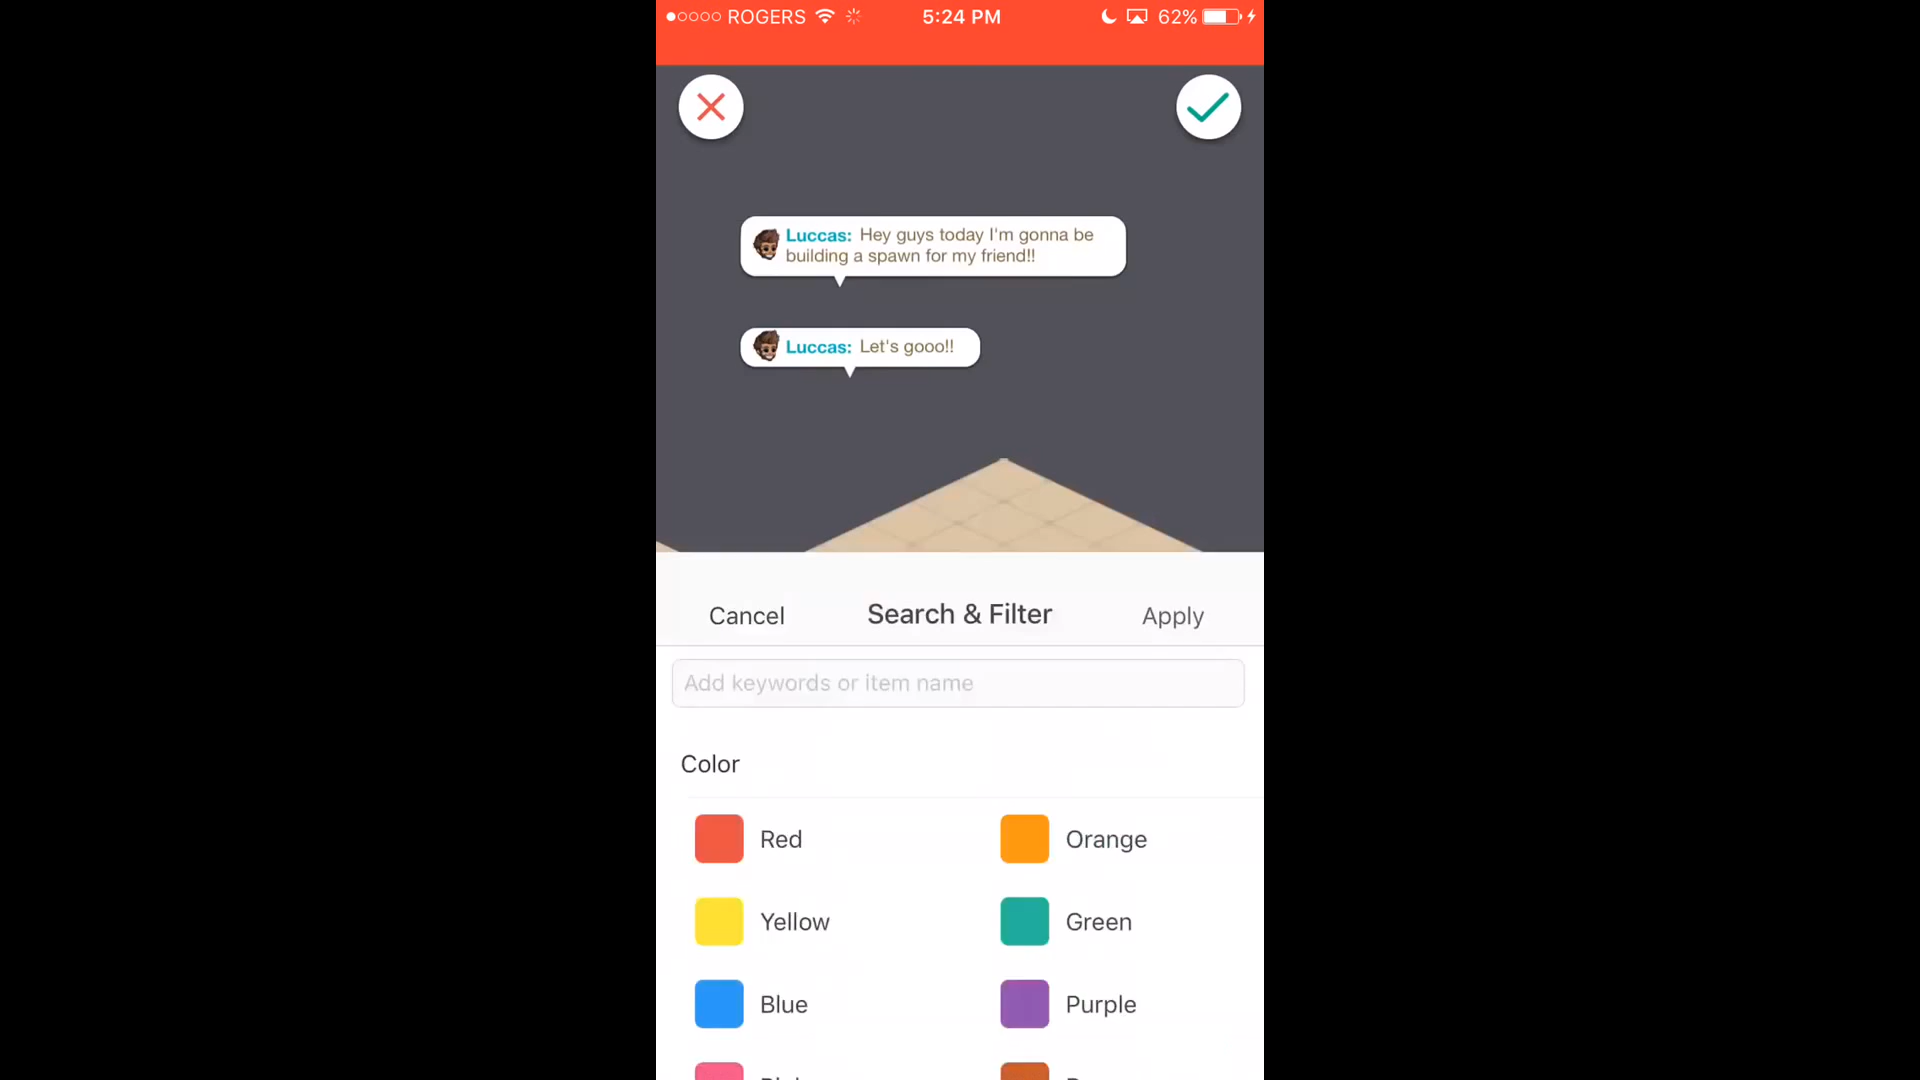 ROGERS 5:24 PM 62%
Luccas: Hey guys today I'm gonna be
building a spawn for my friend!!
Luccas: Let's gooo!!
Cancel Search & Filter Apply
Add keywords or item name
Color
Red Orange
Yellow Green
Blue Purple